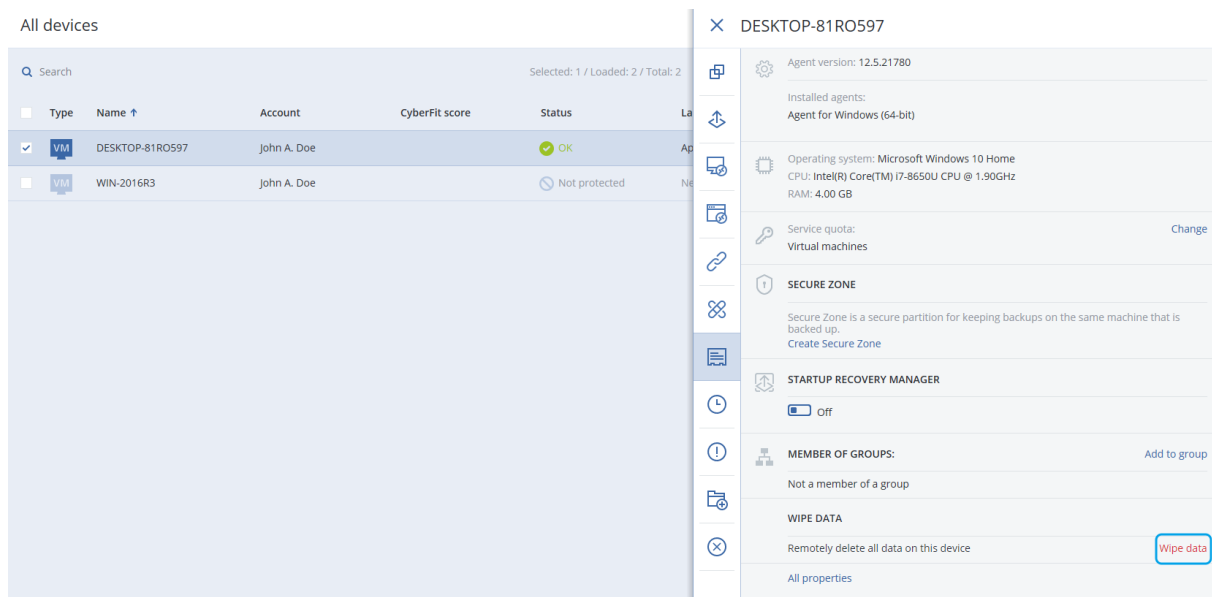 All devices
DESKTOP-81RO597
Search
Selected: 1 / Loaded: 2 / Total: 2
Type Name ↑ Account CyberFit score Status La
VM DESKTOP-81RO597 John A. Doe OK Ap
VM WIN-2016R3 John A. Doe Not protected Ne
Agent version: 12.5.21780
Installed agents:
Agent for Windows (64-bit)
Operating system: Microsoft Windows 10 Home
CPU: Intel(R) Core(TM) i7-8650U CPU @ 1.90GHz
RAM: 4.00 GB
Service quota:
Change
Virtual machines
SECURE ZONE
Secure Zone is a secure partition for keeping backups on the same machine that is
backed up.
Create Secure Zone
STARTUP RECOVERY MANAGER
Off
MEMBER OF GROUPS:
Add to group
Not a member of a group
WIPE DATA
Remotely delete all data on this device
Wipe data
All properties